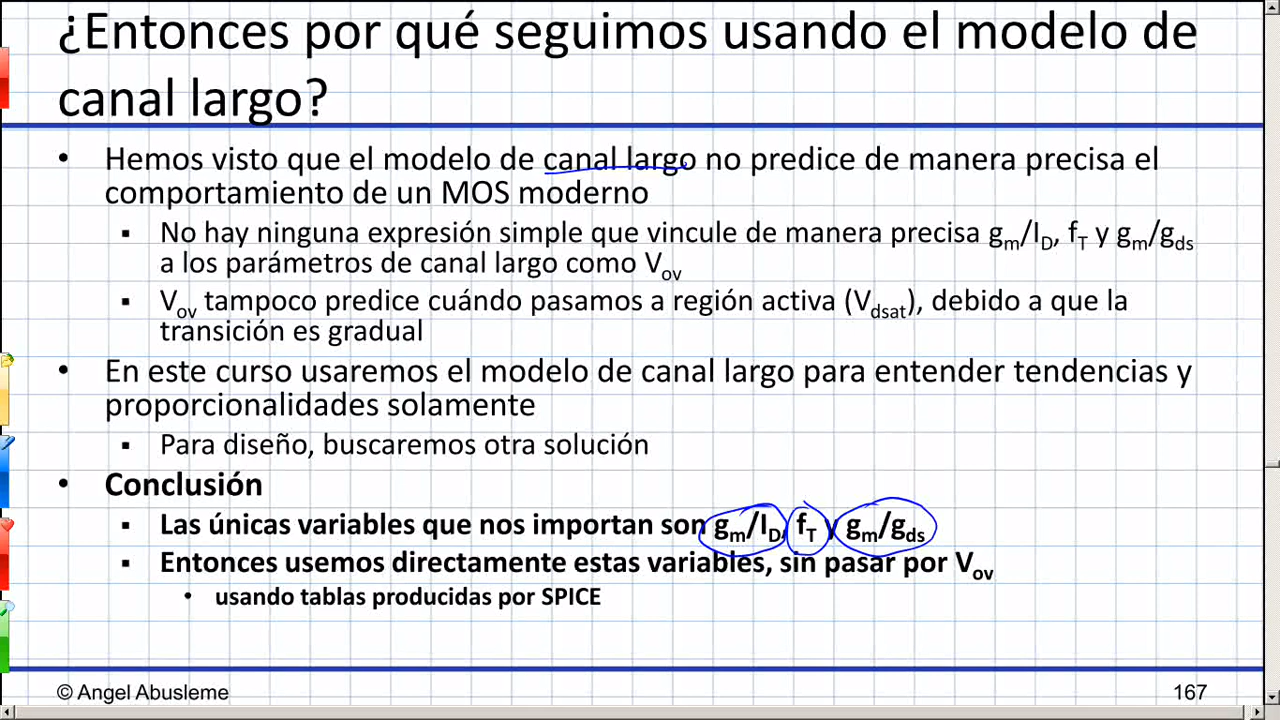 ¿Entonces por qué seguimos usando el modelo de
canal largo?
• Hemos visto que el modelo de canal largo no predice de manera precisa el
comportamiento de un MOS moderno
▪ No hay ninguna expresión simple que vincule de manera precisa gm/ID, fT y gm/gds
a los parámetros de canal largo como Vov
▪ Vov tampoco predice cuándo pasamos a región activa (Vdsat), debido a que la
transición es gradual
• En este curso usaremos el modelo de canal largo para entender tendencias y
proporcionalidades solamente
▪ Para diseño, buscaremos otra solución
• Conclusión
▪ Las únicas variables que nos importan son gm/ID, fT y gm/gds
▪ Entonces usemos directamente estas variables, sin pasar por Vov
• usando tablas producidas por SPICE
© Angel Abusleme
167